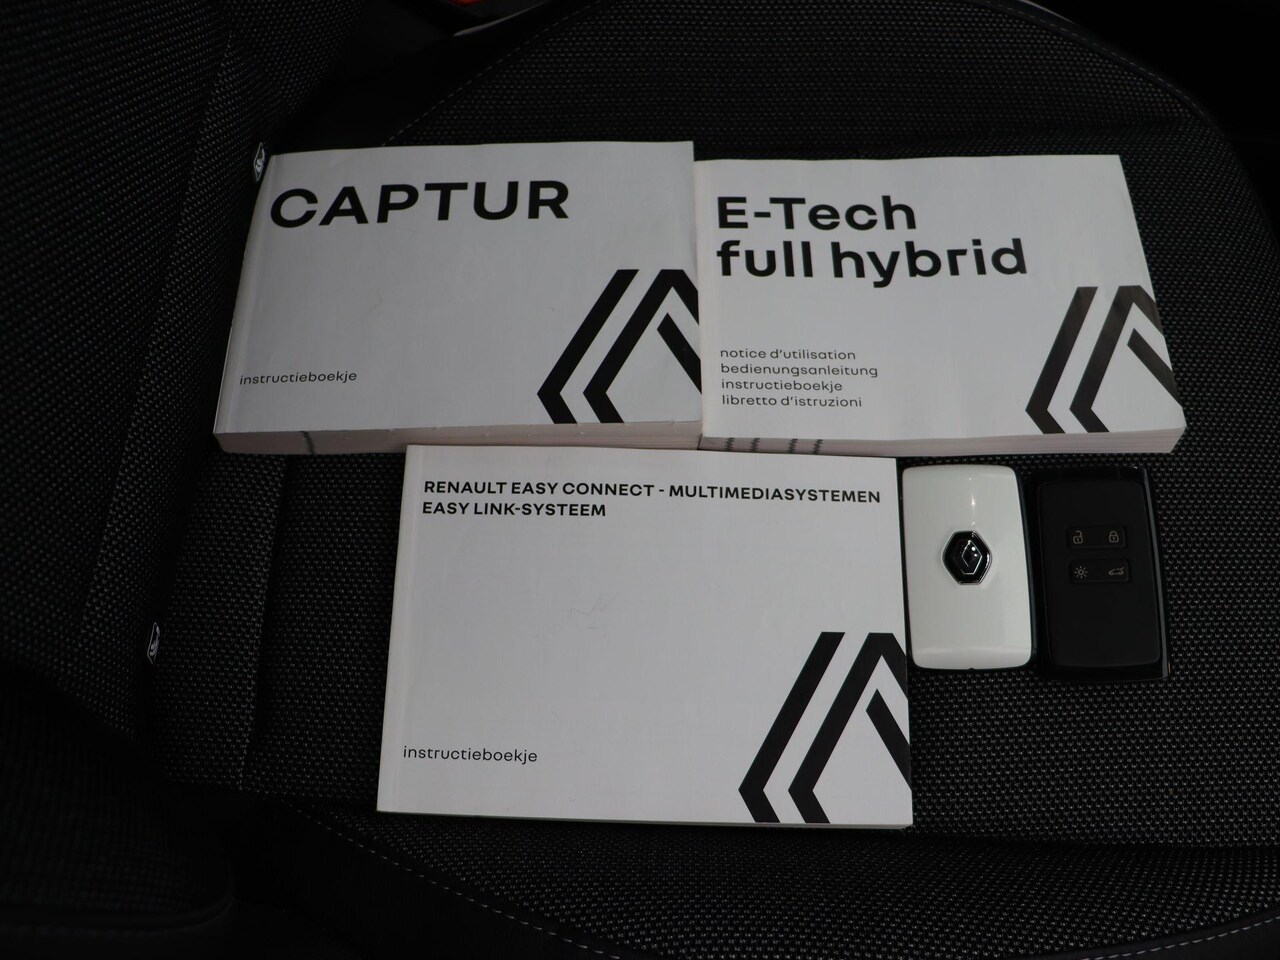 CAPTUR
instructieboekje
E-Tech
full hybrid
notice d'utilisation
bedienungsanleitung
instructieboekje
libretto d'istruzioni
RENAULT EASY CONNECT - MULTIMEDIASYSTEMEN
EASY LINK-SYSTEEM
instructieboekje